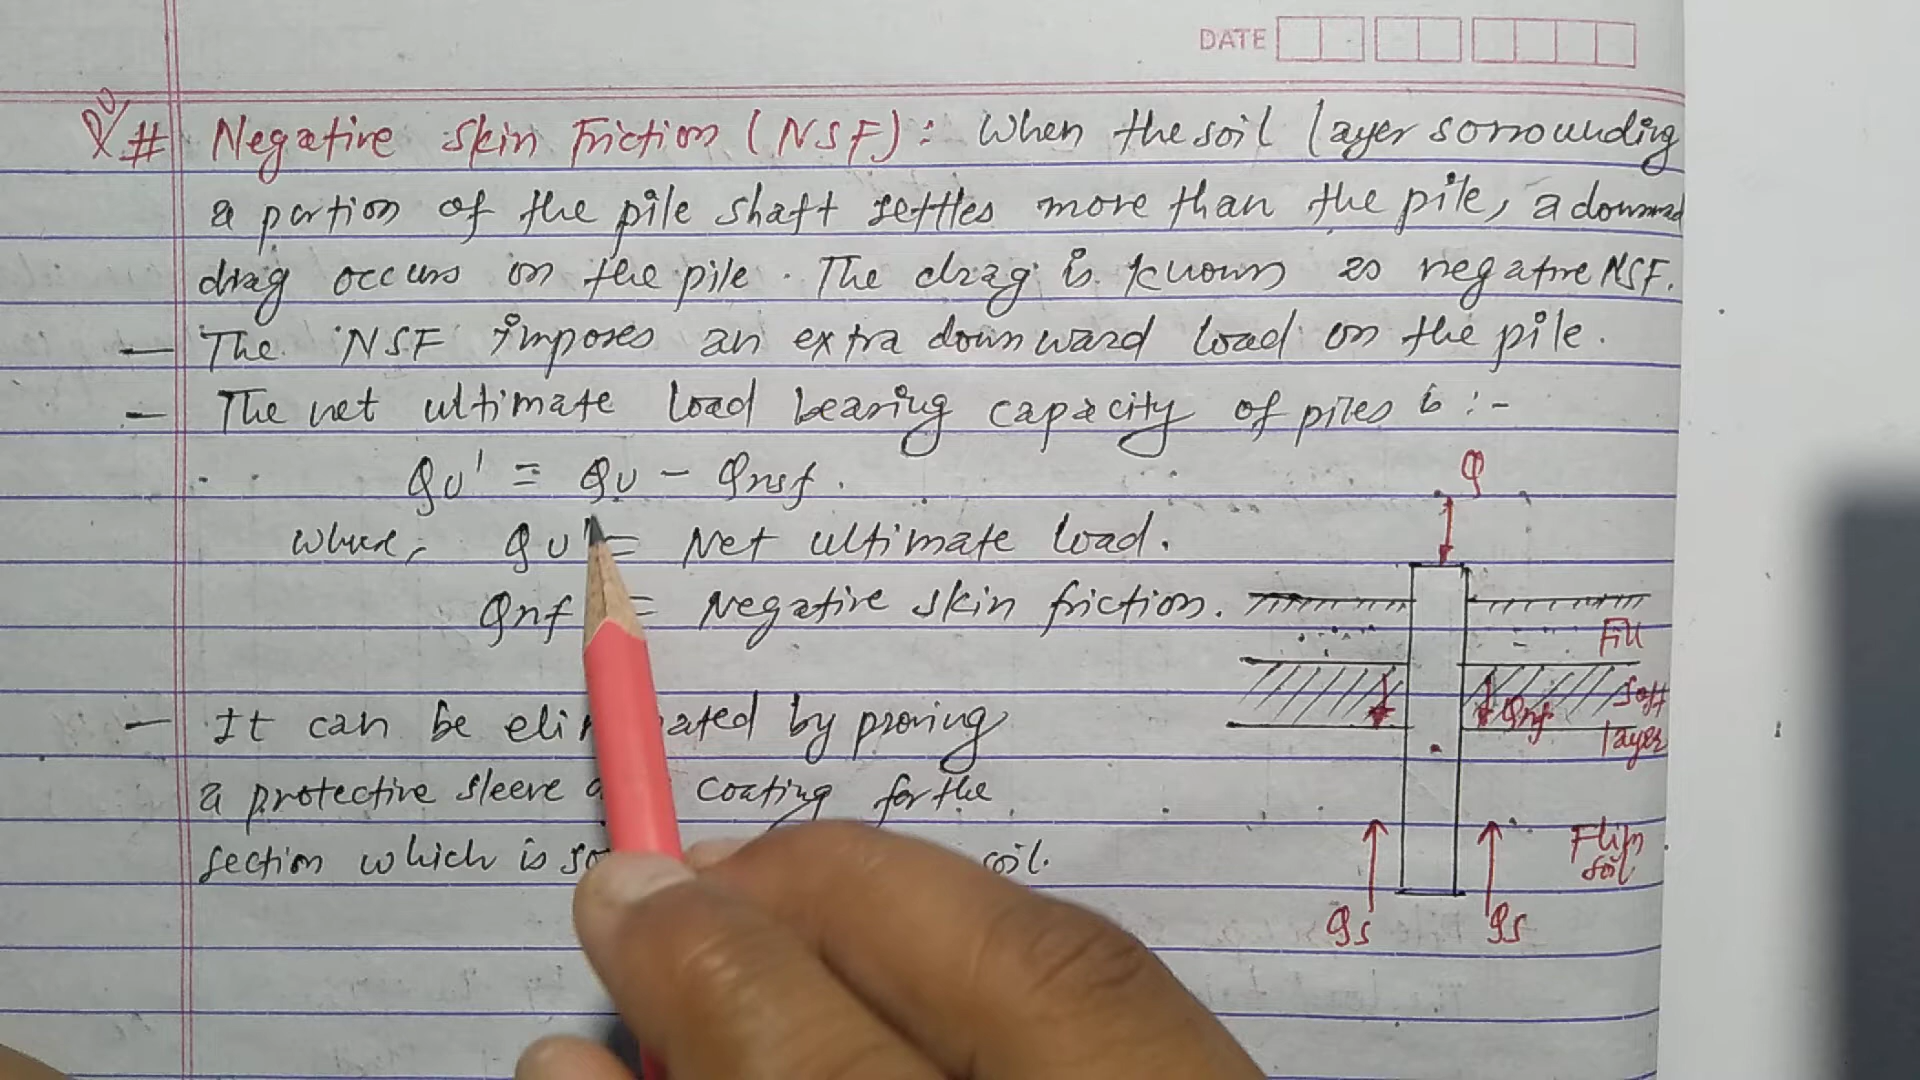 DATE
# Negative Skin Friction (NSF): When the soil layer sorrounding
a portion of the pile shaft settles more than the pile, a downward
drag occurs on the pile. The drag is known as negative NSF.
— The NSF imposes an extra downward load on the pile.
— The net ultimate load bearing capacity of piles is :-
Qu' = Qu - Qnsf.
where, Qu' = Net ultimate load.
Qnf = Negative skin friction.
— It can be eli ated by proving
a protective sleeve coating for the
section which is so soil.
Q
Fill
Soft
layer
Qnf
soil
Qs Qs